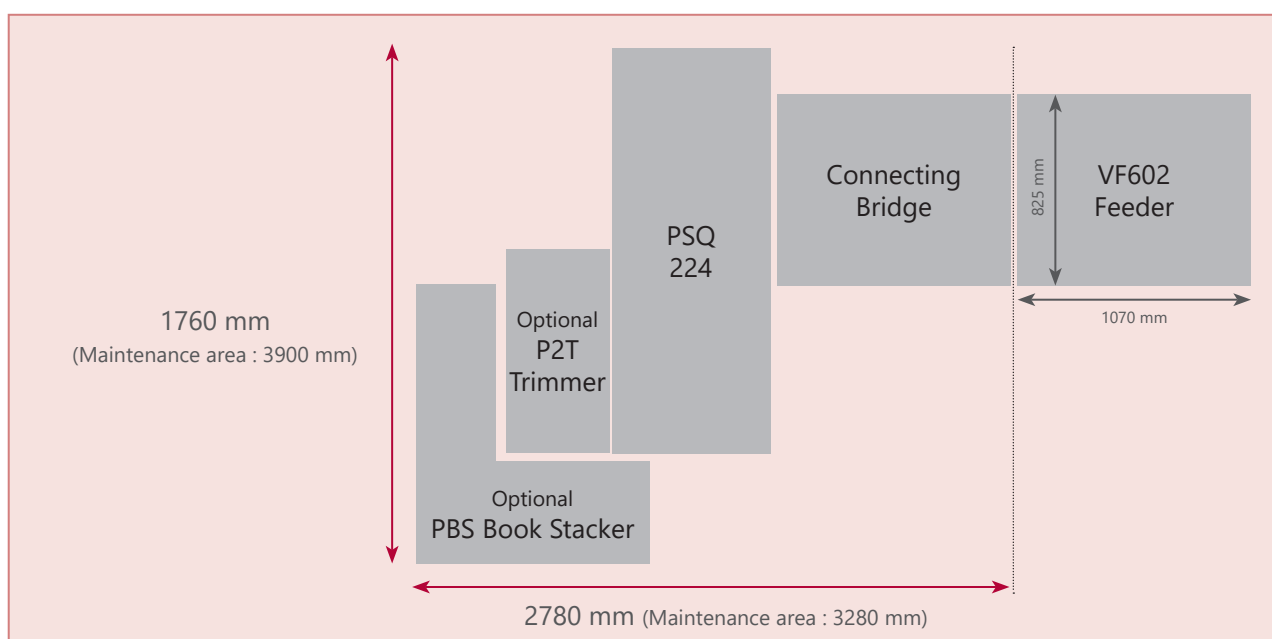 Connecting
Bridge
VF602
Feeder
825 mm
PSQ
224
1070 mm
1760 mm
(Maintenance area : 3900 mm)
Optional
P2T
Trimmer
Optional
PBS Book Stacker
2780 mm (Maintenance area : 3280 mm)